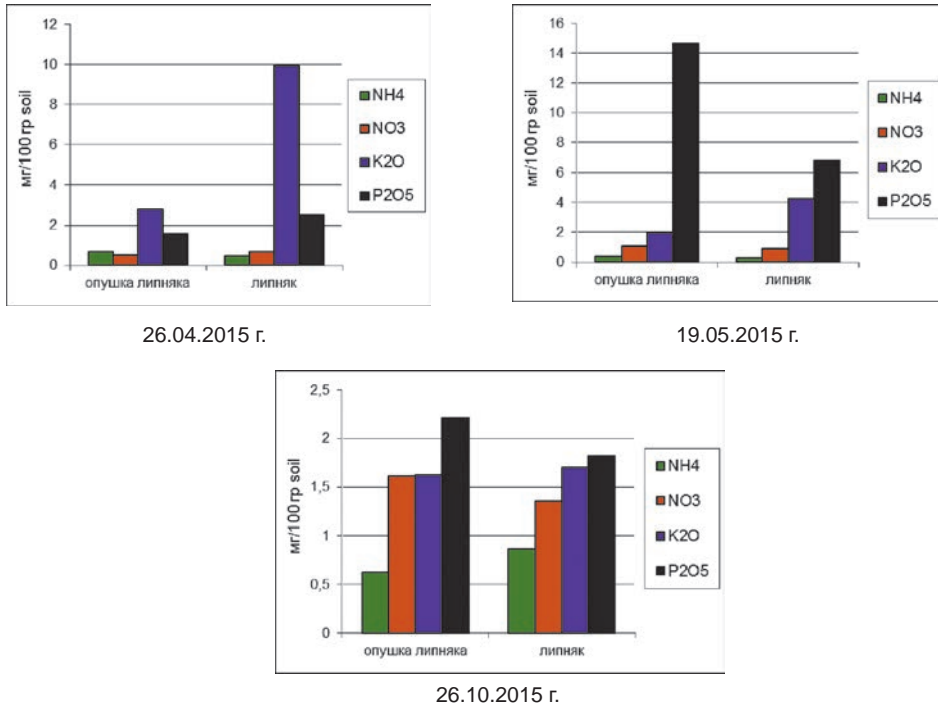 мг/100 гр soil
12
10
8
6
4
2
0
опушка липняка липняк
NH4
NO3
K2O
P2O5
26.04.2015 г.
мг/100 гр soil
16
14
12
10
8
6
4
2
0
опушка липняка липняк
NH4
NO3
K2O
P2O5
19.05.2015 г.
мг/100 гр soil
2,5
2
1,5
1
0,5
0
опушка липняка липняк
NH4
NO3
K2O
P2O5
26.10.2015 г.